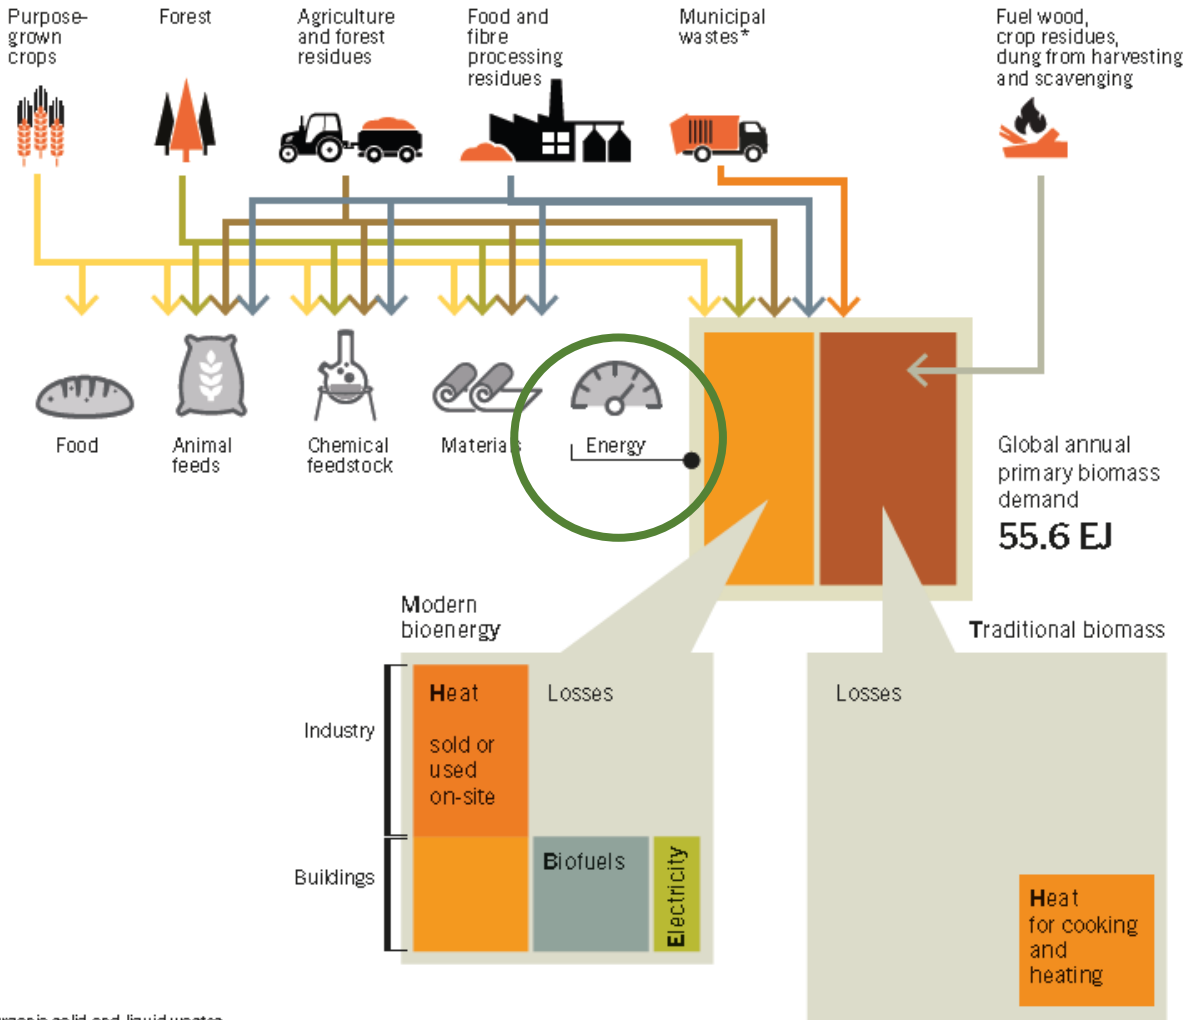 Purpose-
grown
crops
Forest
Agriculture
and forest
residues
Food and
fibre
processing
residues
Municipal
wastes*
Fuel wood,
crop residues,
dung from harvesting
and scavenging
Food
Animal
feeds
Chemical
feedstock
Materials
Energy
Global annual
primary biomass
demand
55.6 EJ
Modern
bioenergy
Traditional biomass
Industry
Heat
sold or
used
on-site
Losses
Losses
Buildings
Biofuels
Electricity
Heat
for cooking
and
heating